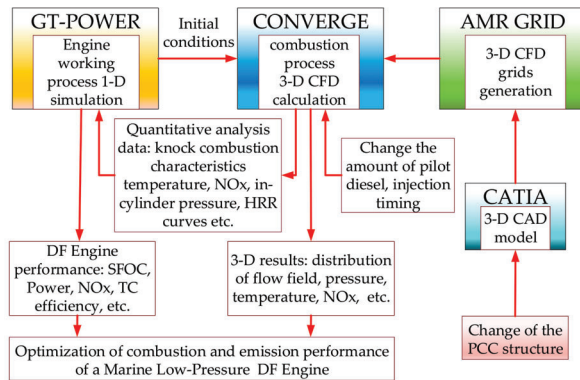 GT-POWER
Engine
working
process 1-D
simulation
Initial
conditions
CONVERGE
combustion
process
3-D CFD
calculation
AMR GRID
3-D CFD
grids
generation
Quantitative analysis
data: knock combustion
characteristics
temperature, NOx, in-
cylinder pressure, HRR
curves etc.
Change the
amount of pilot
diesel, injection
timing
CATIA
3-D CAD
model
DF Engine
performance: SFOC,
Power, NOx, TC
efficiency, etc.
3-D results: distribution
of flow field, pressure,
temperature, NOx, etc.
Change of the
PCC structure
Optimization of combustion and emission performance
of a Marine Low-Pressure DF Engine